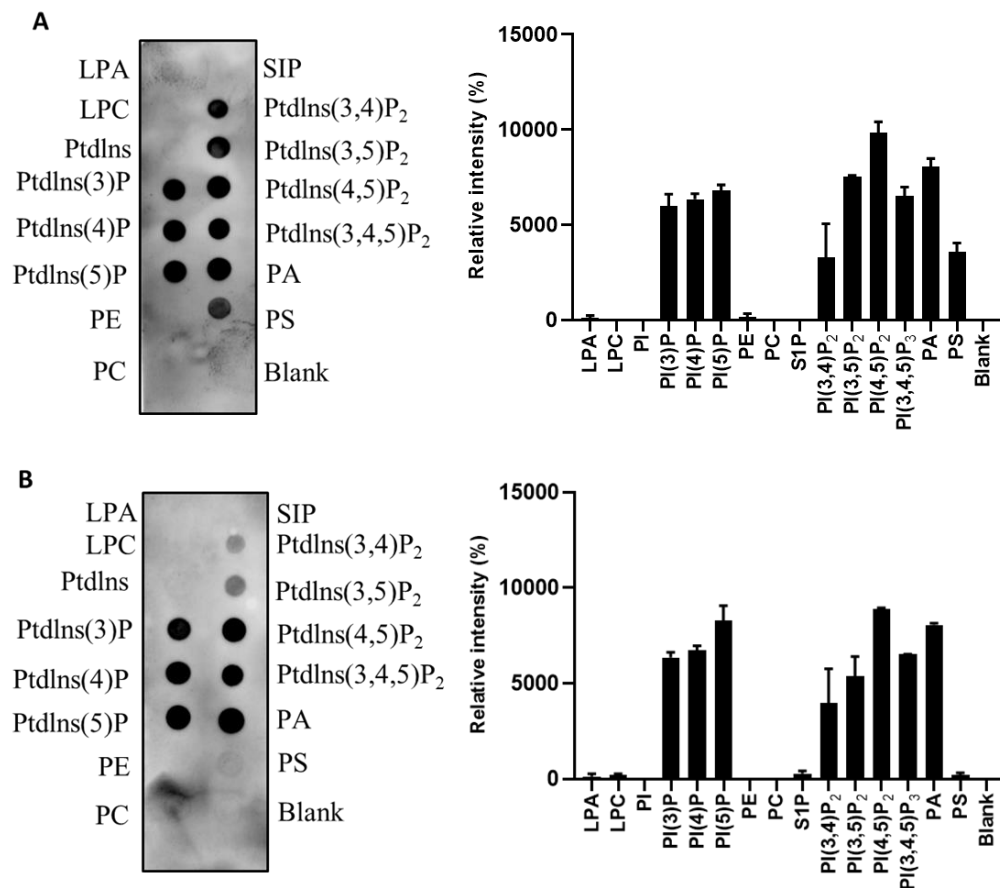 A
LPA
LPC
Ptdlns
Ptdlns(3)P
Ptdlns(4)P
Ptdlns(5)P
PE
PC
SIP
Ptdlns(3,4)P2
Ptdlns(3,5)P2
Ptdlns(4,5)P2
Ptdlns(3,4,5)P2
PA
PS
Blank
Relative intensity (%)
15000
10000
5000
0
LPA
LPC
PI
PI(3)P
PI(4)P
PI(5)P
PE
PC
S1P
PI(3,4)P2
PI(3,5)P2
PI(4,5)P2
PI(3,4,5)P3
PA
PS
Blank
B
LPA
LPC
Ptdlns
Ptdlns(3)P
Ptdlns(4)P
Ptdlns(5)P
PE
PC
SIP
Ptdlns(3,4)P2
Ptdlns(3,5)P2
Ptdlns(4,5)P2
Ptdlns(3,4,5)P2
PA
PS
Blank
Relative intensity (%)
15000
10000
5000
0
LPA
LPC
PI
PI(3)P
PI(4)P
PI(5)P
PE
PC
S1P
PI(3,4)P2
PI(3,5)P2
PI(4,5)P2
PI(3,4,5)P3
PA
PS
Blank